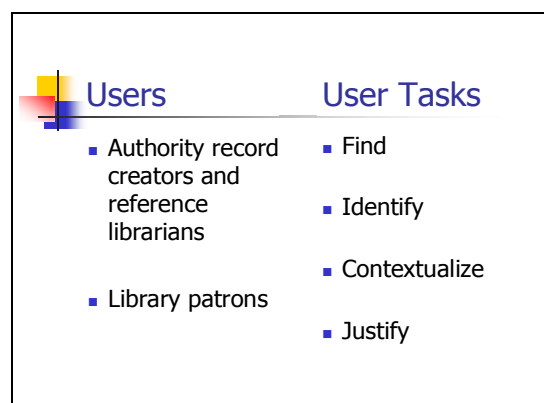 Users
Authority record
creators and
reference
librarians
Library patrons
User Tasks
Find
Identify
Contextualize
Justify